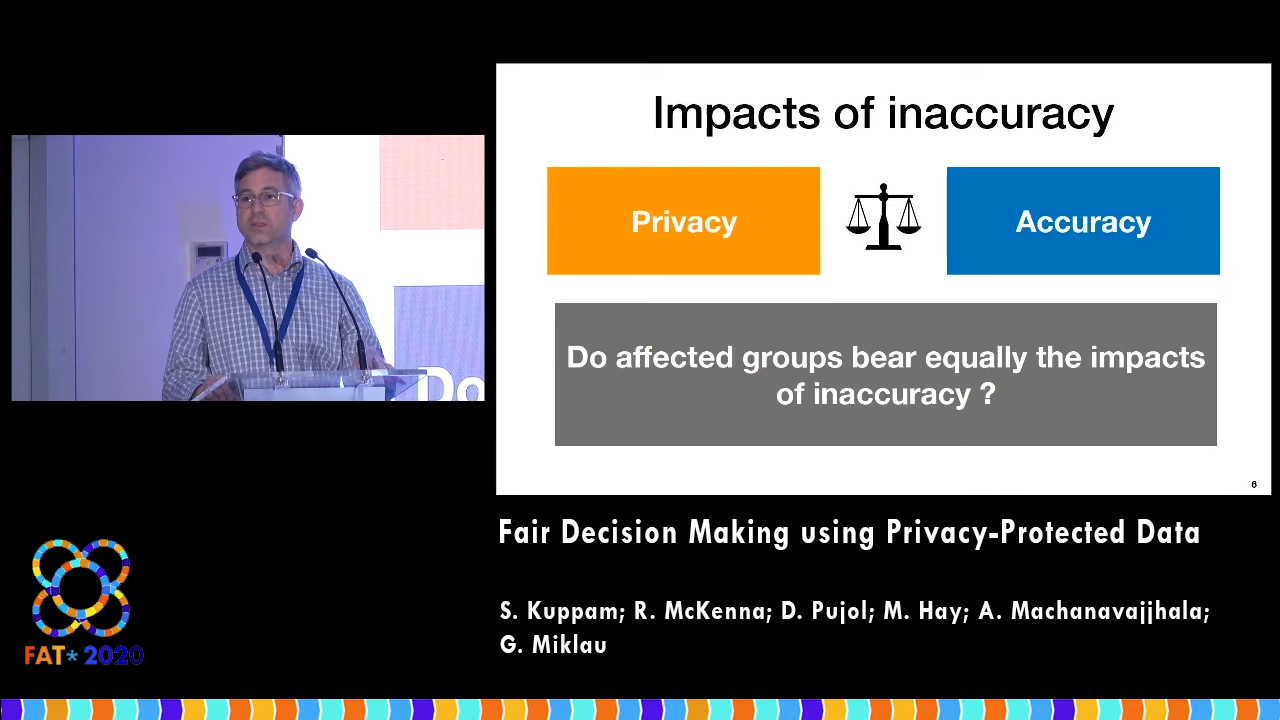 Impacts of inaccuracy
Privacy
Accuracy
Do affected groups bear equally the impacts
of inaccuracy ?
6
Do
Fair Decision Making using Privacy-Protected Data
S. Kuppam; R. McKenna; D. Pujol; M. Hay; A. Machanavajjhala;
G. Miklau
FAT* 2020